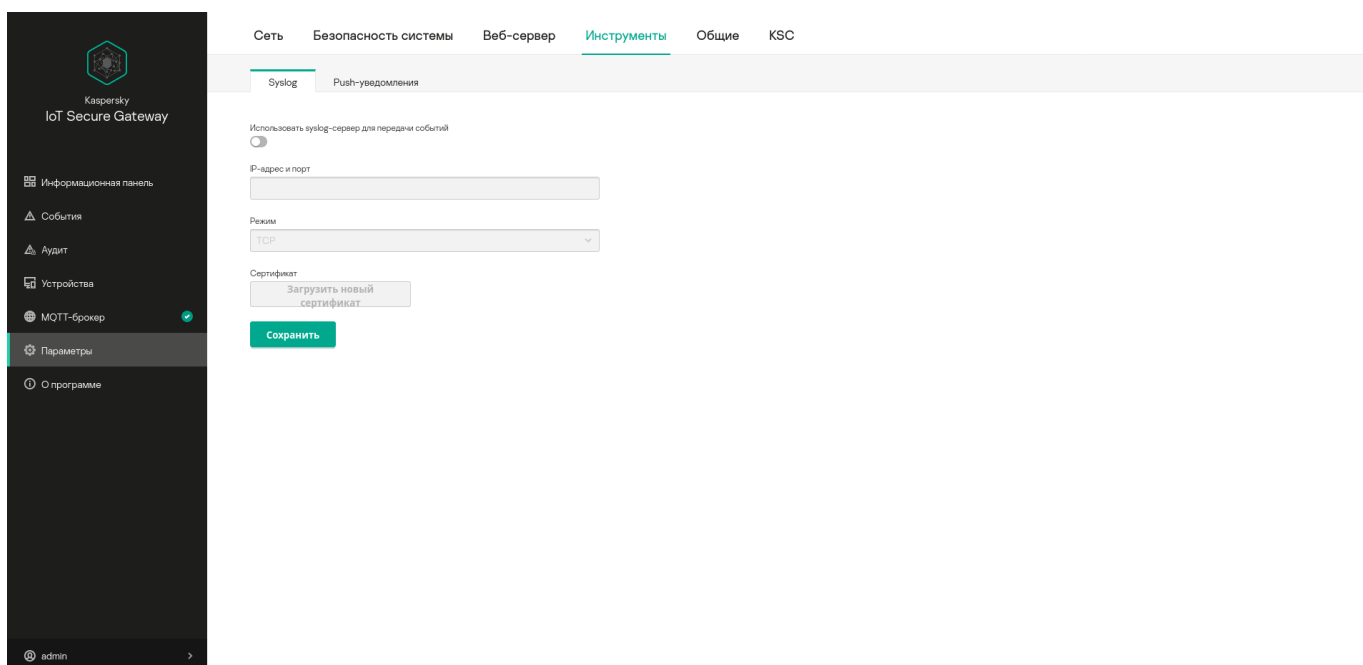 Kaspersky
IoT Secure Gateway
Информационная панель
События
Аудит
Устройства
MQTT-брокер
Параметры
О программе
admin
Сеть Безопасность системы Веб-сервер Инструменты Общие KSC
Syslog Push-уведомления
Использовать syslog-сервер для передачи событий
IP-адрес и порт
Режим
TCP
Сертификат
Загрузить новый
сертификат
Сохранить